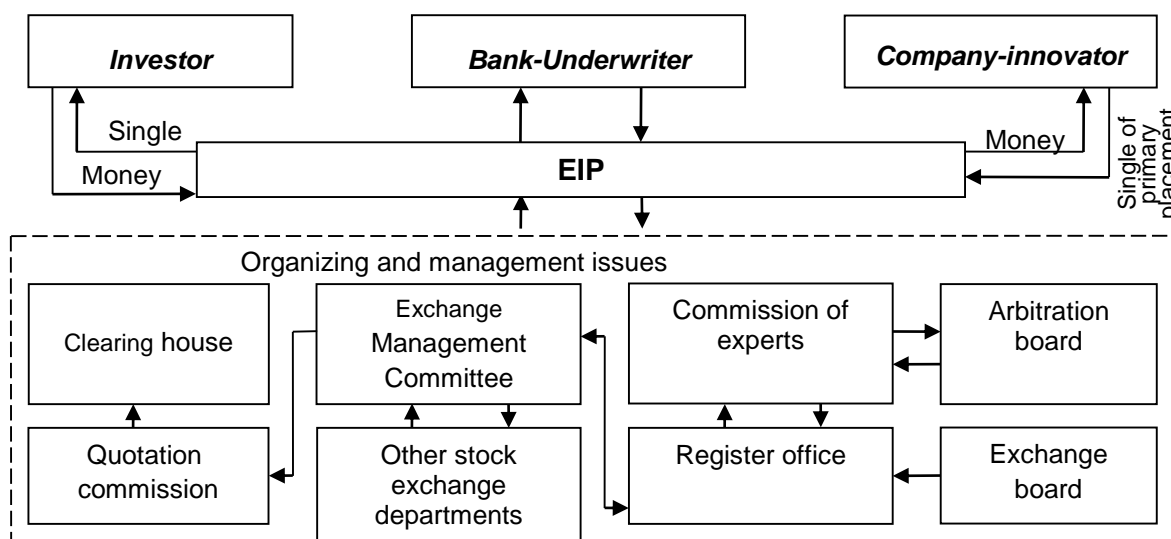 Investor
Bank-Underwriter
Company-innovator
Single
Money
EIP
Money
Single of
primary
placement
Organizing and management issues
Clearing house
Exchange
Management
Committee
Commission of
experts
Arbitration
board
Quotation
commission
Other stock
exchange
departments
Register office
Exchange
board